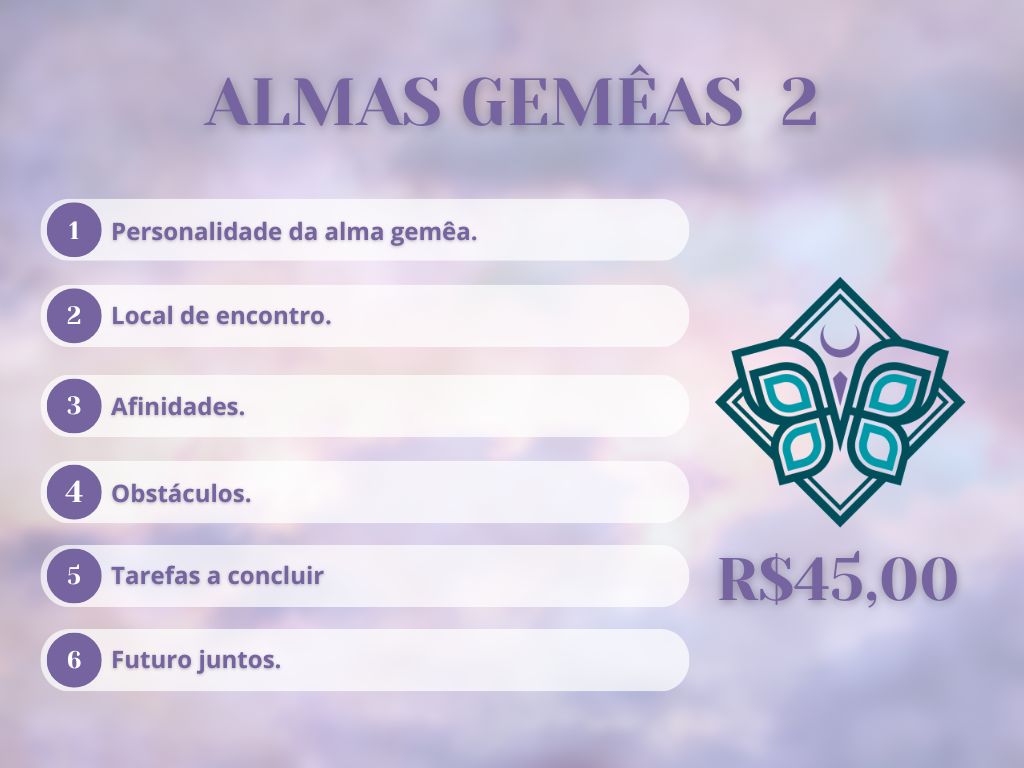 ALMAS GEMÊAS 2
1 Personalidade da alma gemêa.
2 Local de encontro.
3 Afinidades.
4 Obstáculos.
5 Tarefas a concluir
6 Futuro juntos.
R$45,00